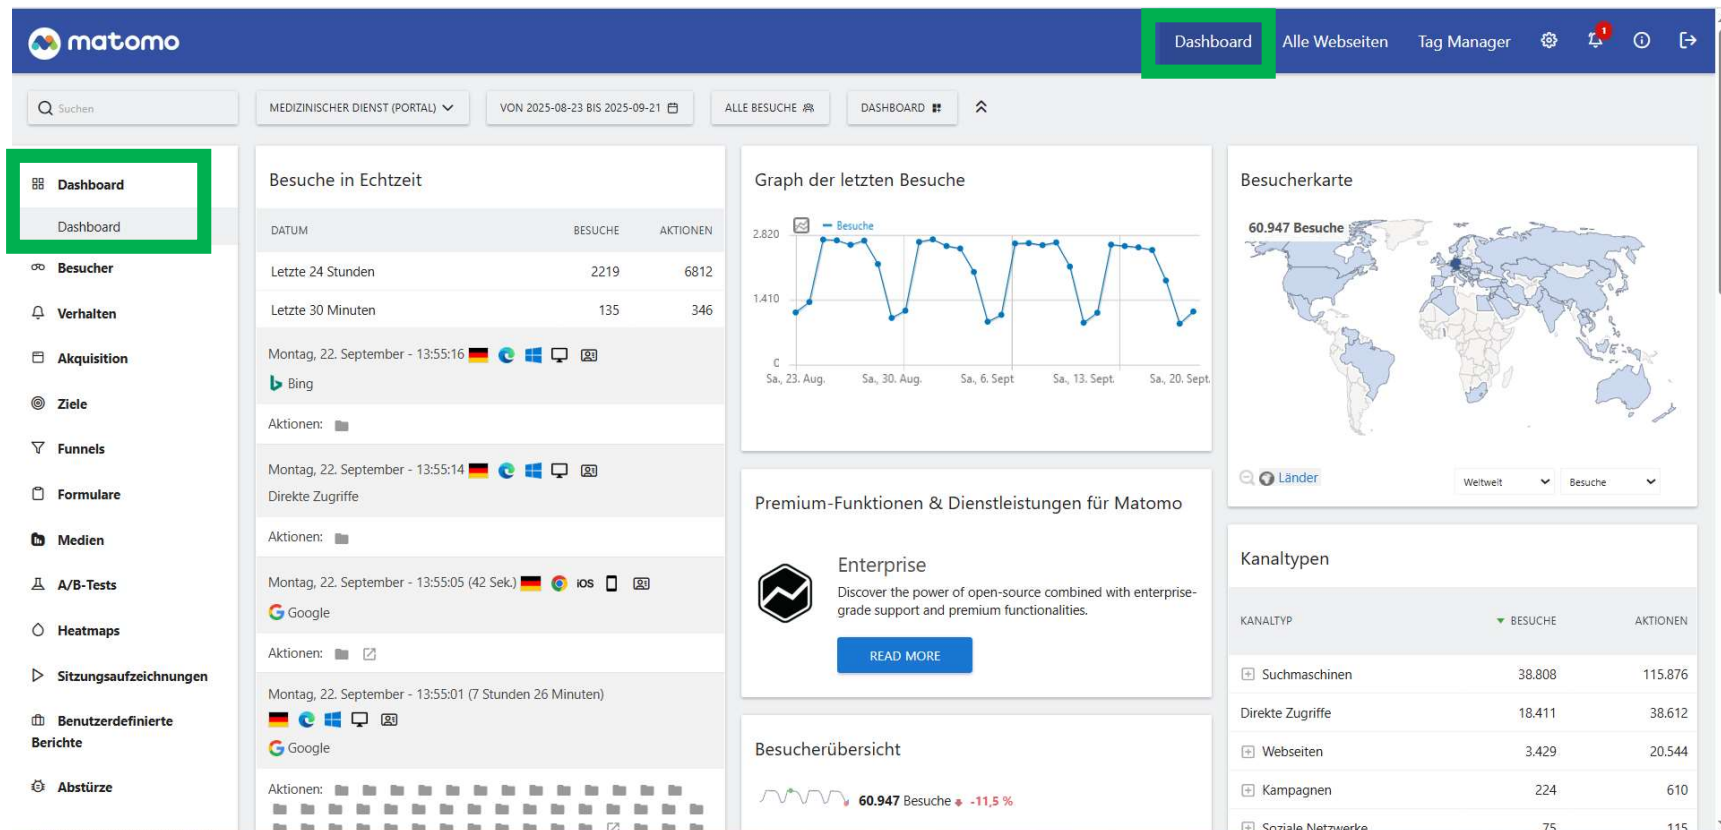 matomo
Dashboard
Alle Webseiten
Tag Manager
1
Suchen
MEDIZINISCHER DIENST (PORTAL)
VON 2025-08-23 BIS 2025-09-21
ALLE BESUCHE
DASHBOARD
Dashboard
Dashboard
Besucher
Verhalten
Akquisition
Ziele
Funnels
Formulare
Medien
A/B-Tests
Heatmaps
Sitzungsaufzeichnungen
Benutzerdefinierte
Berichte
Abstürze
Besuche in Echtzeit
DATUM BESUCHE AKTIONEN
Letzte 24 Stunden 2219 6812
Letzte 30 Minuten 135 346
Montag, 22. September - 13:55:16
Bing
Aktionen:
Montag, 22. September - 13:55:14
Direkte Zugriffe
Aktionen:
Montag, 22. September - 13:55:05 (42 Sek.) iOS
Google
Aktionen:
Montag, 22. September - 13:55:01 (7 Stunden 26 Minuten)
Google
Aktionen:
Graph der letzten Besuche
Besuche
2.820
1.410
0
Sa., 23. Aug. Sa., 30. Aug. Sa., 6. Sept Sa., 13. Sept. Sa., 20. Sept.
Premium-Funktionen & Dienstleistungen für Matomo
Enterprise
Discover the power of open-source combined with enterprise-
grade support and premium functionalities.
READ MORE
Besucherübersicht
60.947 Besuche -11,5 %
Besucherkarte
60.947 Besuche
Länder
Weltweit
Besuche
Kanaltypen
KANALTYP BESUCHE AKTIONEN
Suchmaschinen 38.808 115.876
Direkte Zugriffe 18.411 38.612
Webseiten 3.429 20.544
Kampagnen 224 610
Soziale Netzwerke 75 115